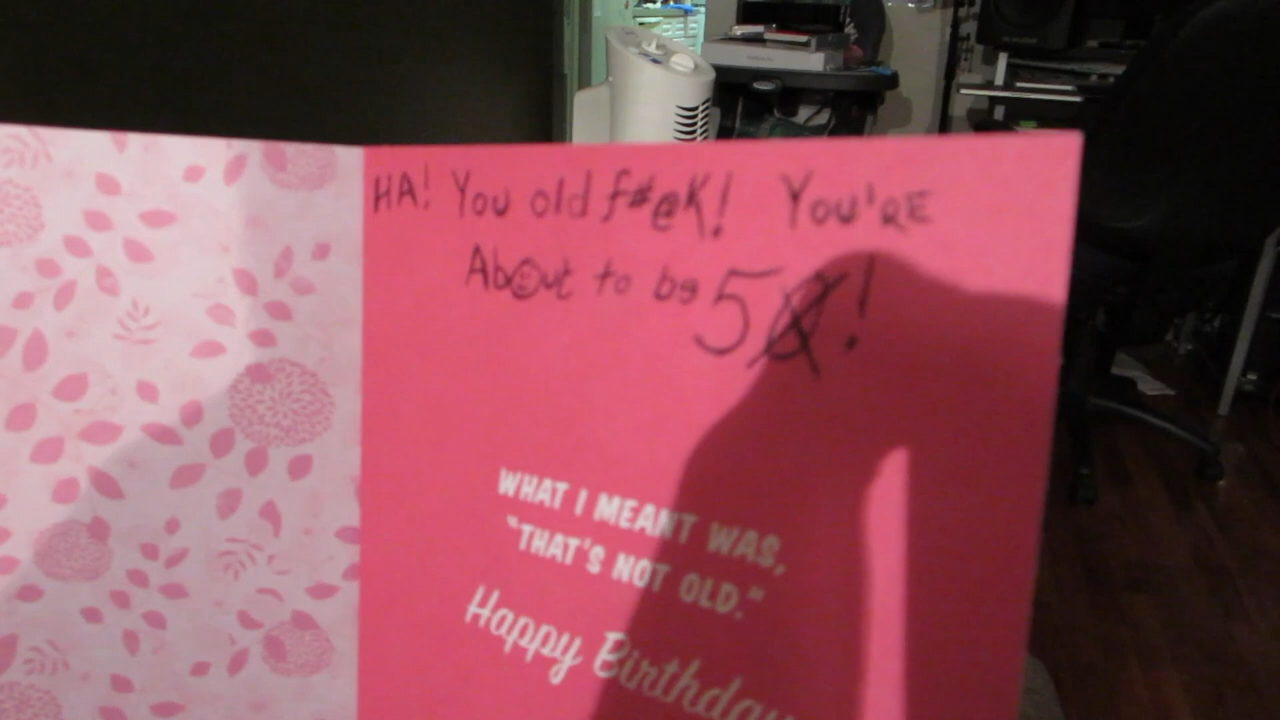 HA! You old f#@K! You'RE
About to be 50!
WHAT I MEANT WAS,
"THAT'S NOT OLD."
Happy Birthday